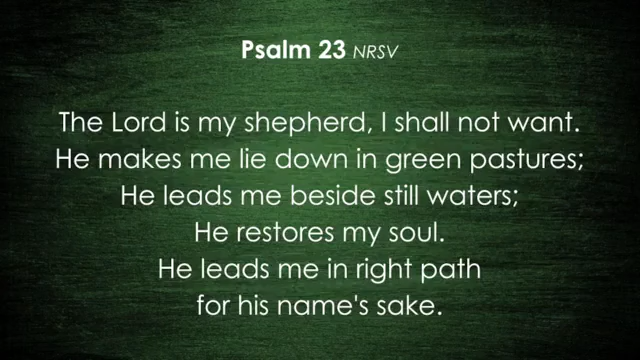 Psalm 23 NRSV
The Lord is my shepherd, I shall not want.
He makes me lie down in green pastures;
He leads me beside still waters;
He restores my soul.
He leads me in right path
for his name's sake.